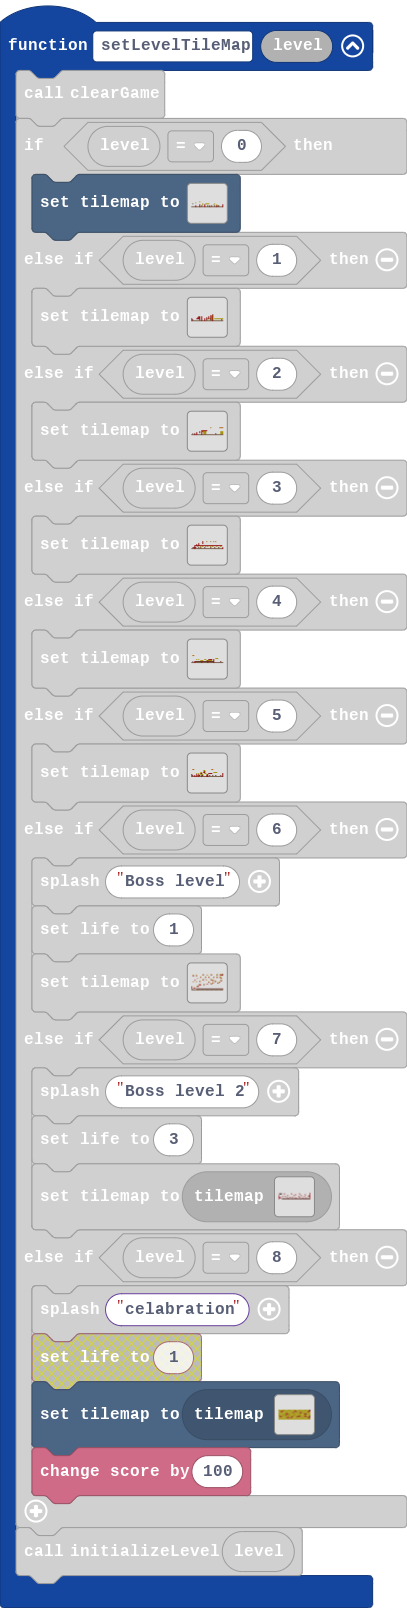 function setLevelTileMap level
call clearGame
if level = 0 then
set tilemap to
else if level = 1 then
set tilemap to
else if level = 2 then
set tilemap to
else if level = 3 then
set tilemap to
else if level = 4 then
set tilemap to
else if level = 5 then
set tilemap to
else if level = 6 then
splash "Boss level"
set life to 1
set tilemap to
else if level = 7 then
splash "Boss level 2"
set life to 3
set tilemap to tilemap
else if level = 8 then
splash "celabration"
set life to 1
set tilemap to tilemap
change score by 100
call initializeLevel level